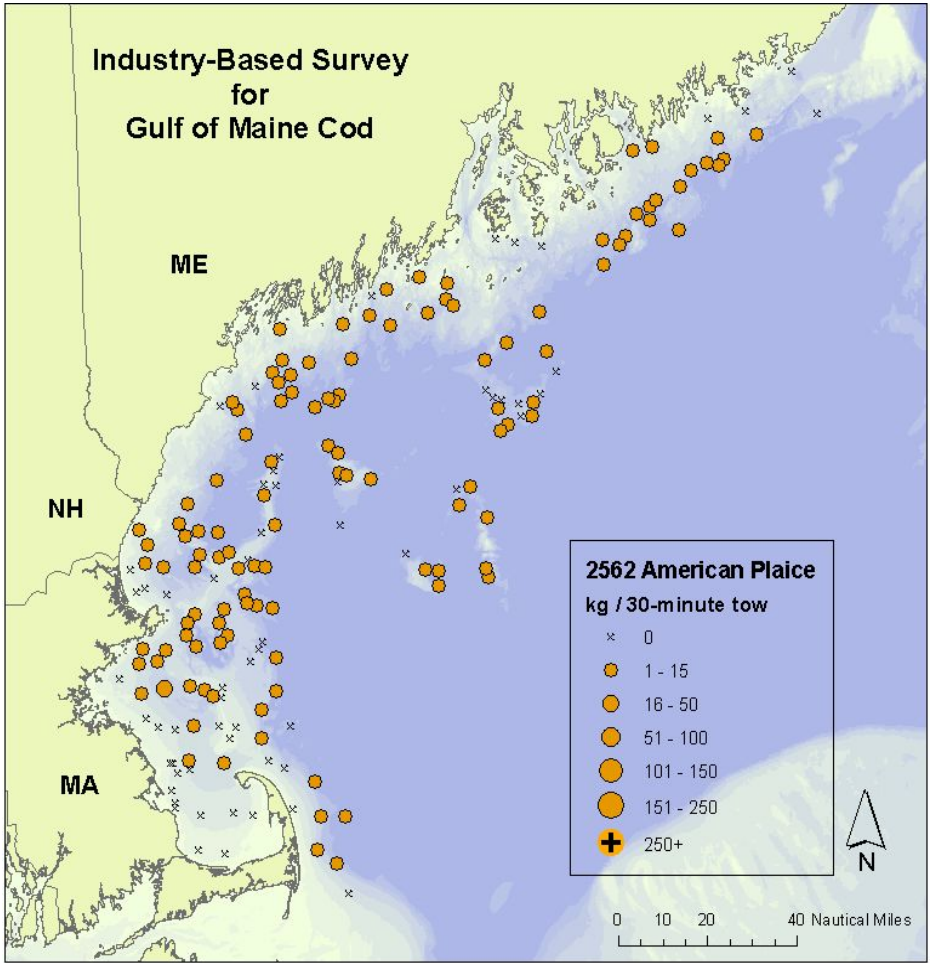 Industry-Based Survey
for
Gulf of Maine Cod
ME
NH
MA
2562 American Plaice
kg / 30-minute tow
0
1 - 15
16 - 50
51 - 100
101 - 150
151 - 250
250+
N
0 10 20 40 Nautical Miles